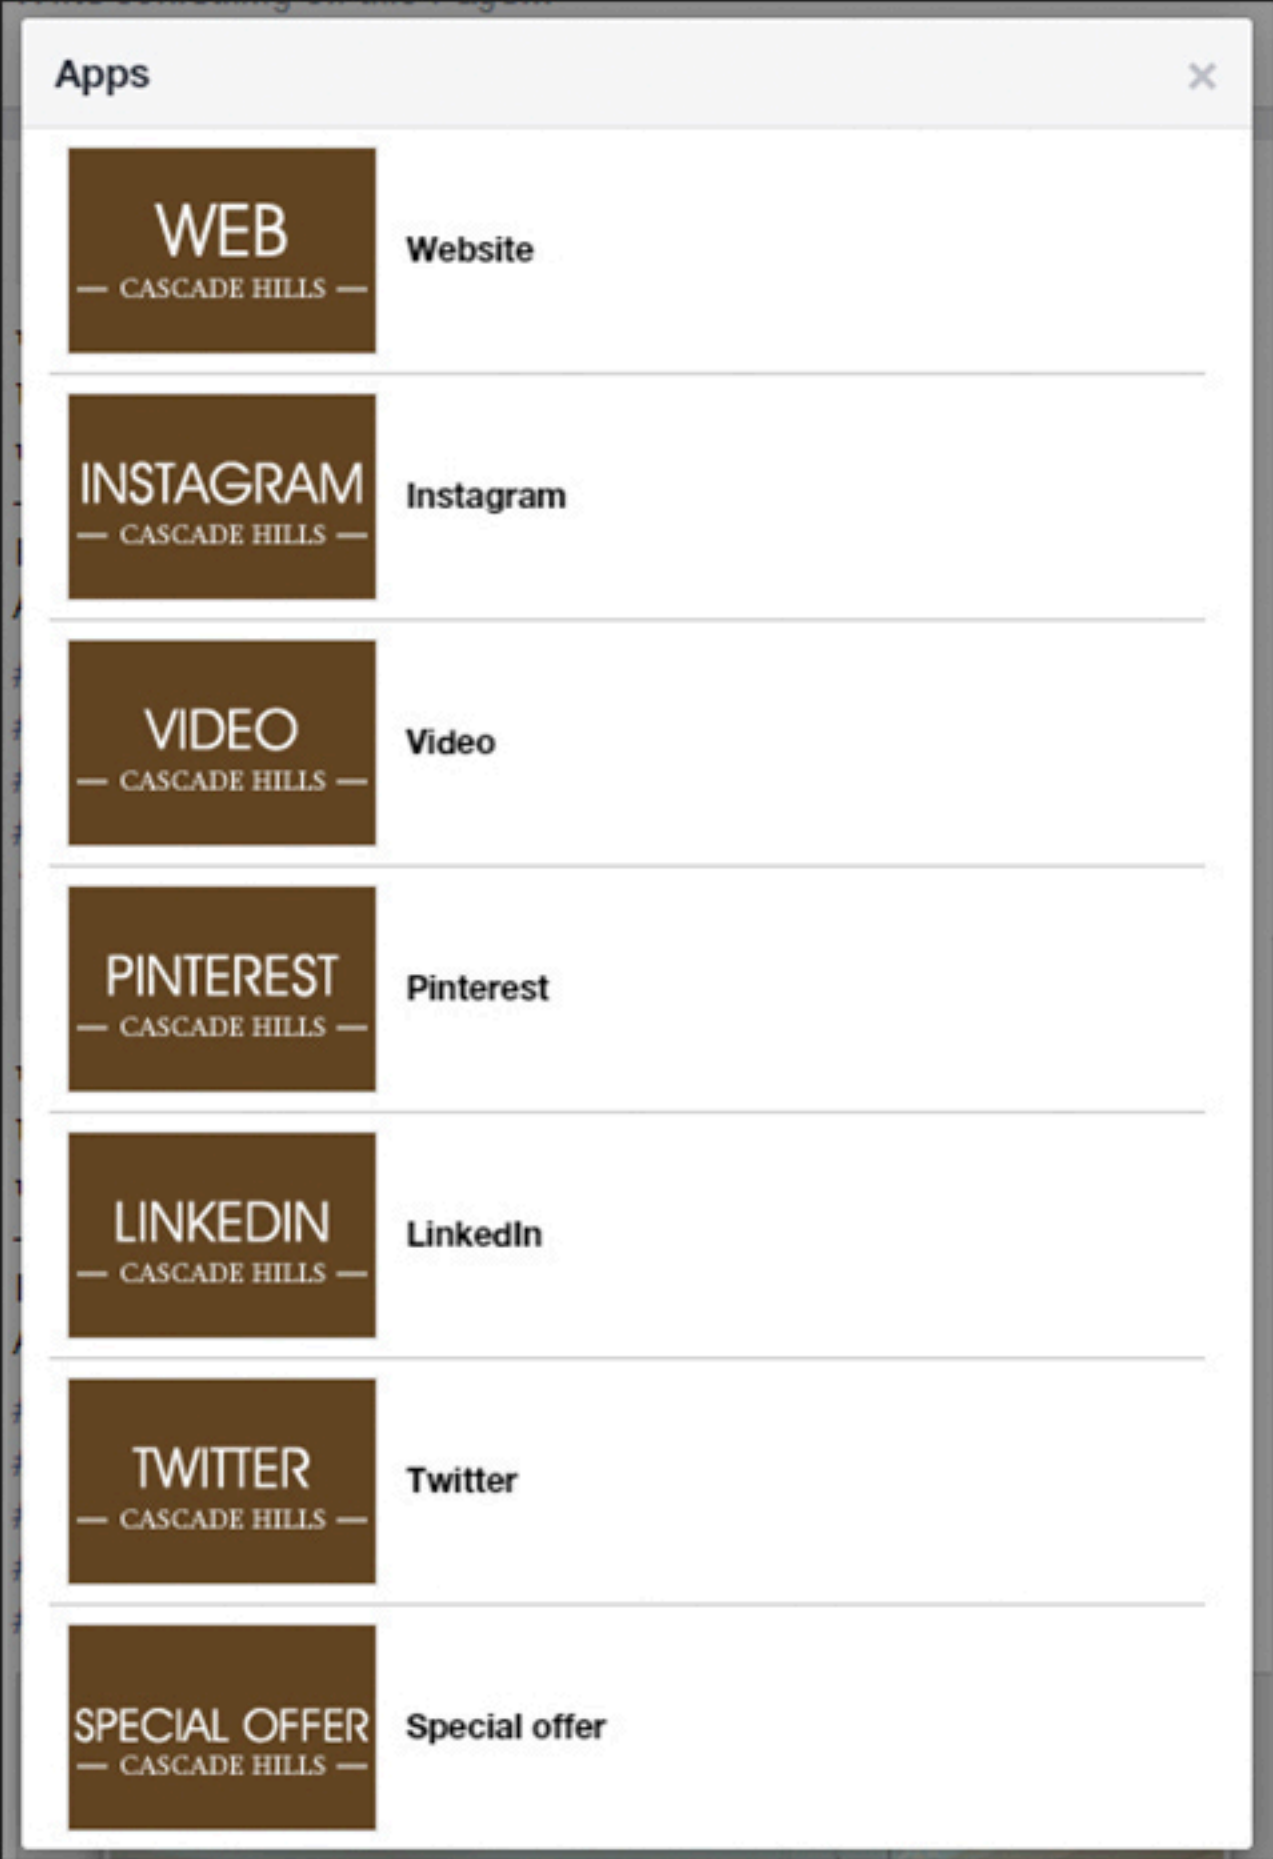 Apps
×
WEB
— CASCADE HILLS —
Website
INSTAGRAM
— CASCADE HILLS —
Instagram
VIDEO
— CASCADE HILLS —
Video
PINTEREST
— CASCADE HILLS —
Pinterest
LINKEDIN
— CASCADE HILLS —
LinkedIn
TWITTER
— CASCADE HILLS —
Twitter
SPECIAL OFFER
— CASCADE HILLS —
Special offer